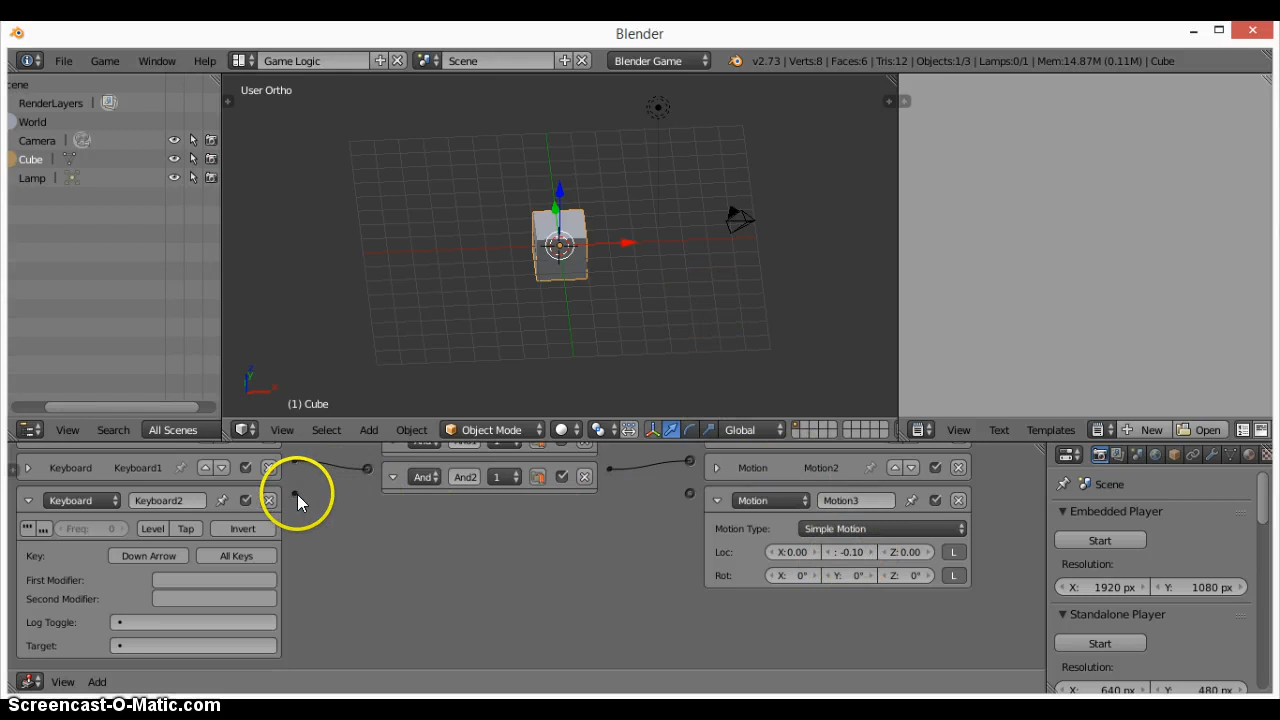 Blender
File Game Window Help Game Logic Scene Blender Game v2.73 | Verts:8 | Faces:6 | Tris:12 | Objects:1/3 | Lamps:0/1 | Mem:14.87M (0.11M) | Cube
cene
RenderLayers
World
Camera
Cube
Lamp
User Ortho
(1) Cube
View Search All Scenes
View Select Add Object Object Mode Global
View Text Templates New Open
Keyboard Keyboard1
And And2 1
Motion Motion2
Keyboard Keyboard2
Freq: 0 Level Tap Invert
Key: Down Arrow All Keys
First Modifier:
Second Modifier:
Log Toggle:
Target:
Motion Motion3
Motion Type: Simple Motion
Loc: X:0.00 : -0.10 Z:0.00 L
Rot: X: 0° Y: 0° Z: 0° L
Scene
Embedded Player
Start
Resolution:
X: 1920 px Y: 1080 px
Standalone Player
Start
Resolution:
X: 640 px Y: 480 px
View Add
Screencast-O-Matic.com